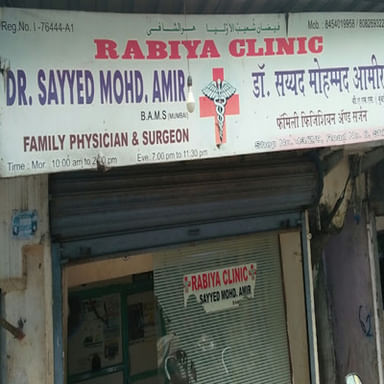 Reg.No. I-76444-A1
Mob.: 8454019958 /
RABIYA CLINIC
DR. SAYYED MOHD. AMIR
डॉ. सय्यद मोहम्मद
B.A.M.S (MUMBAI)
फॅमिली फिजिशियन अ‍ॅण्ड सर्जन
FAMILY PHYSICIAN & SURGEON
Time : Mor. 10:00 am to 2:00 pm Eve. 7:00 pm to 11:30 pm
RABIYA CLINIC
SAYYED MOHD. AMIR